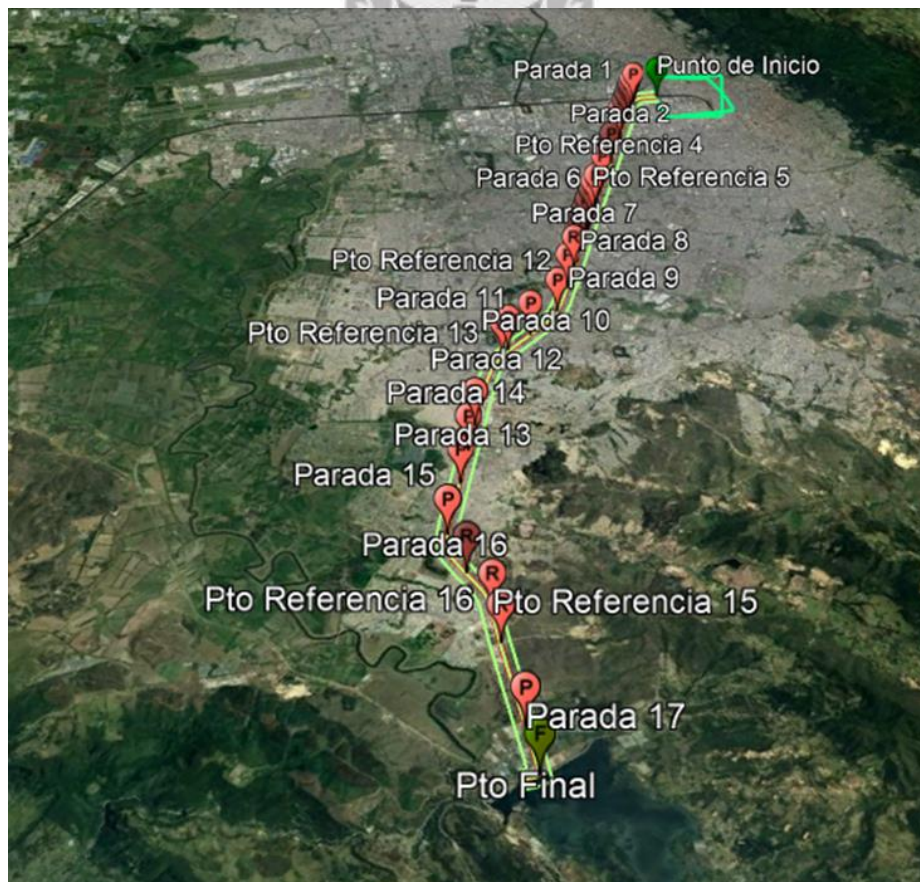 Parada 1
Punto de Inicio
Parada 2
Pto Referencia 4
Parada 6
Pto Referencia 5
Parada 7
Parada 8
Pto Referencia 12
Parada 9
Parada 11
Parada 10
Pto Referencia 13
Parada 12
Parada 14
Parada 13
Parada 15
Parada 16
Pto Referencia 16
Pto Referencia 15
Parada 17
Pto Final